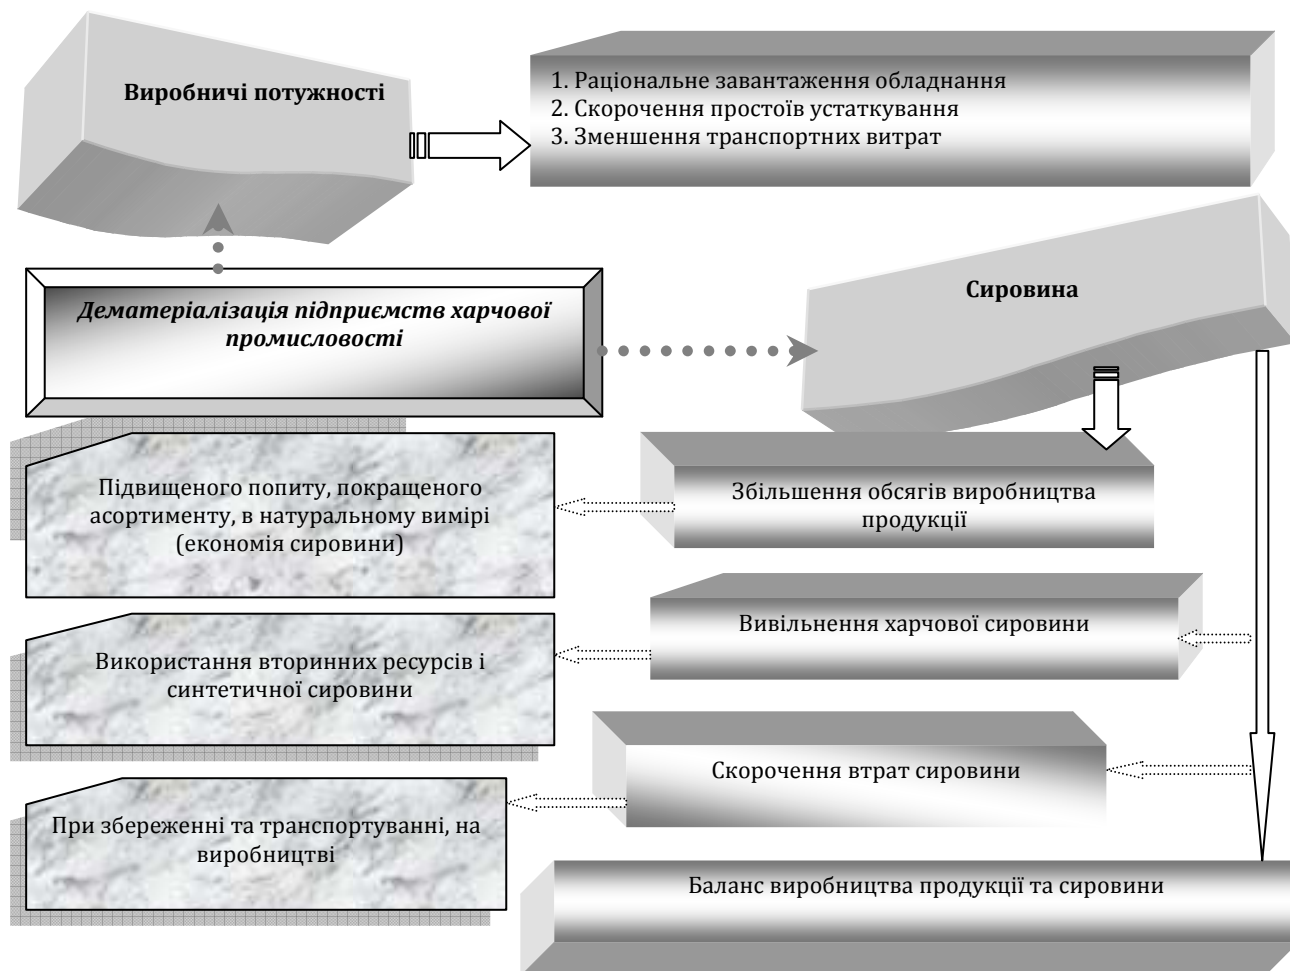 Виробничі потужності
1. Раціональне завантаження обладнання
2. Скорочення простоїв устаткування
3. Зменшення транспортних витрат
Дематеріалізація підприємств харчової
промисловості
Сировина
Підвищеного попиту, покращеного
асортименту, в натуральному вимірі
(економія сировини)
Збільшення обсягів виробництва
продукції
Використання вторинних ресурсів і
синтетичної сировини
Вивільнення харчової сировини
Скорочення втрат сировини
При збереженні та транспортуванні, на
виробництві
Баланс виробництва продукції та сировини